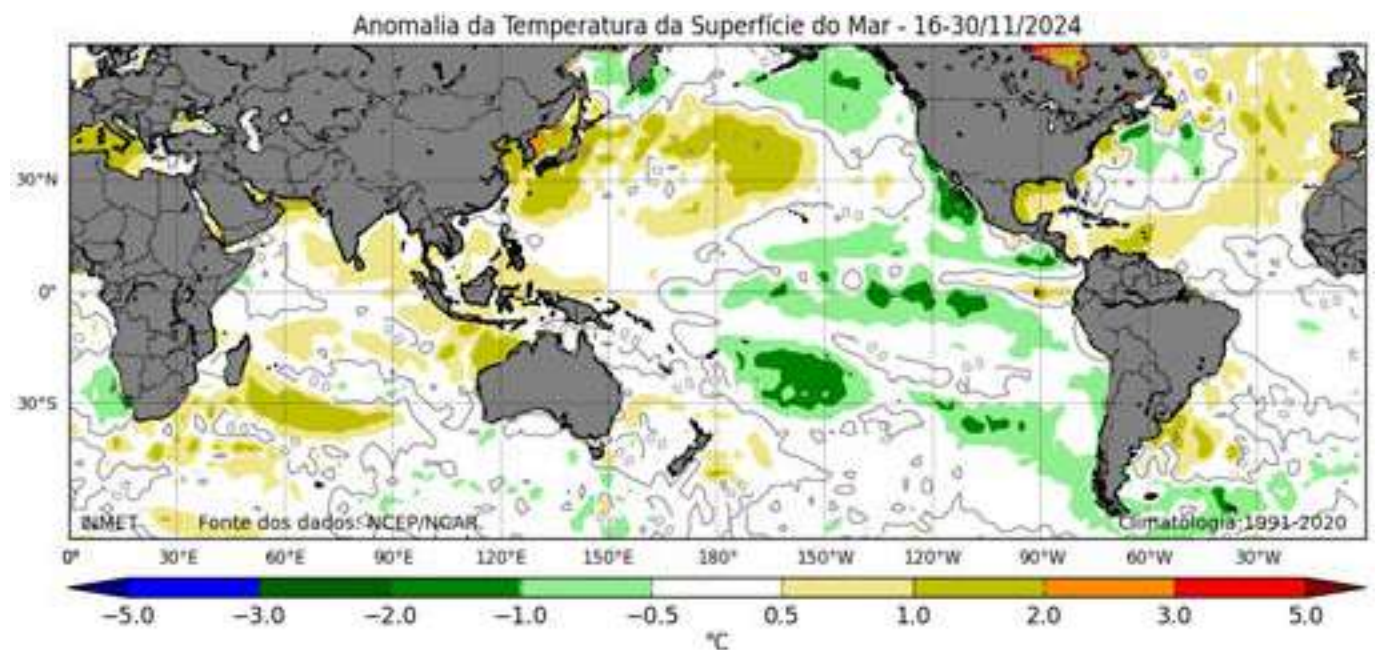 Anomalia da Temperatura da Superfície do Mar - 16-30/11/2024
30°N
0°
30°S
INMET Fonte dos dados: NCEP/NCAR Climatologia:1991-2020
0° 30°E 60°E 90°E 120°E 150°E 180° 150°W 120°W 90°W 60°W 30°W
−5.0 −3.0 −2.0 −1.0 −0.5 0.5 1.0 2.0 3.0 5.0
°C